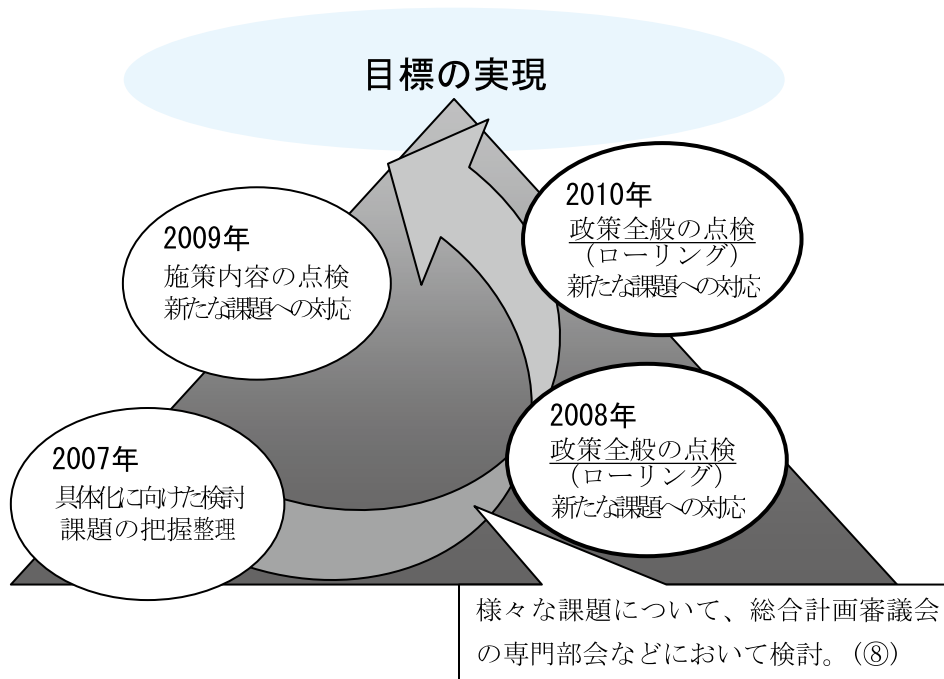 目標の実現
2009年
施策内容の点検
新たな課題への対応
2010年
政策全般の点検
（ローリング）
新たな課題への対応
2007年
具体化に向けた検討
課題の把握整理
2008年
政策全般の点検
（ローリング）
新たな課題への対応
様々な課題について、総合計画審議会
の専門部会などにおいて検討。（⑧）